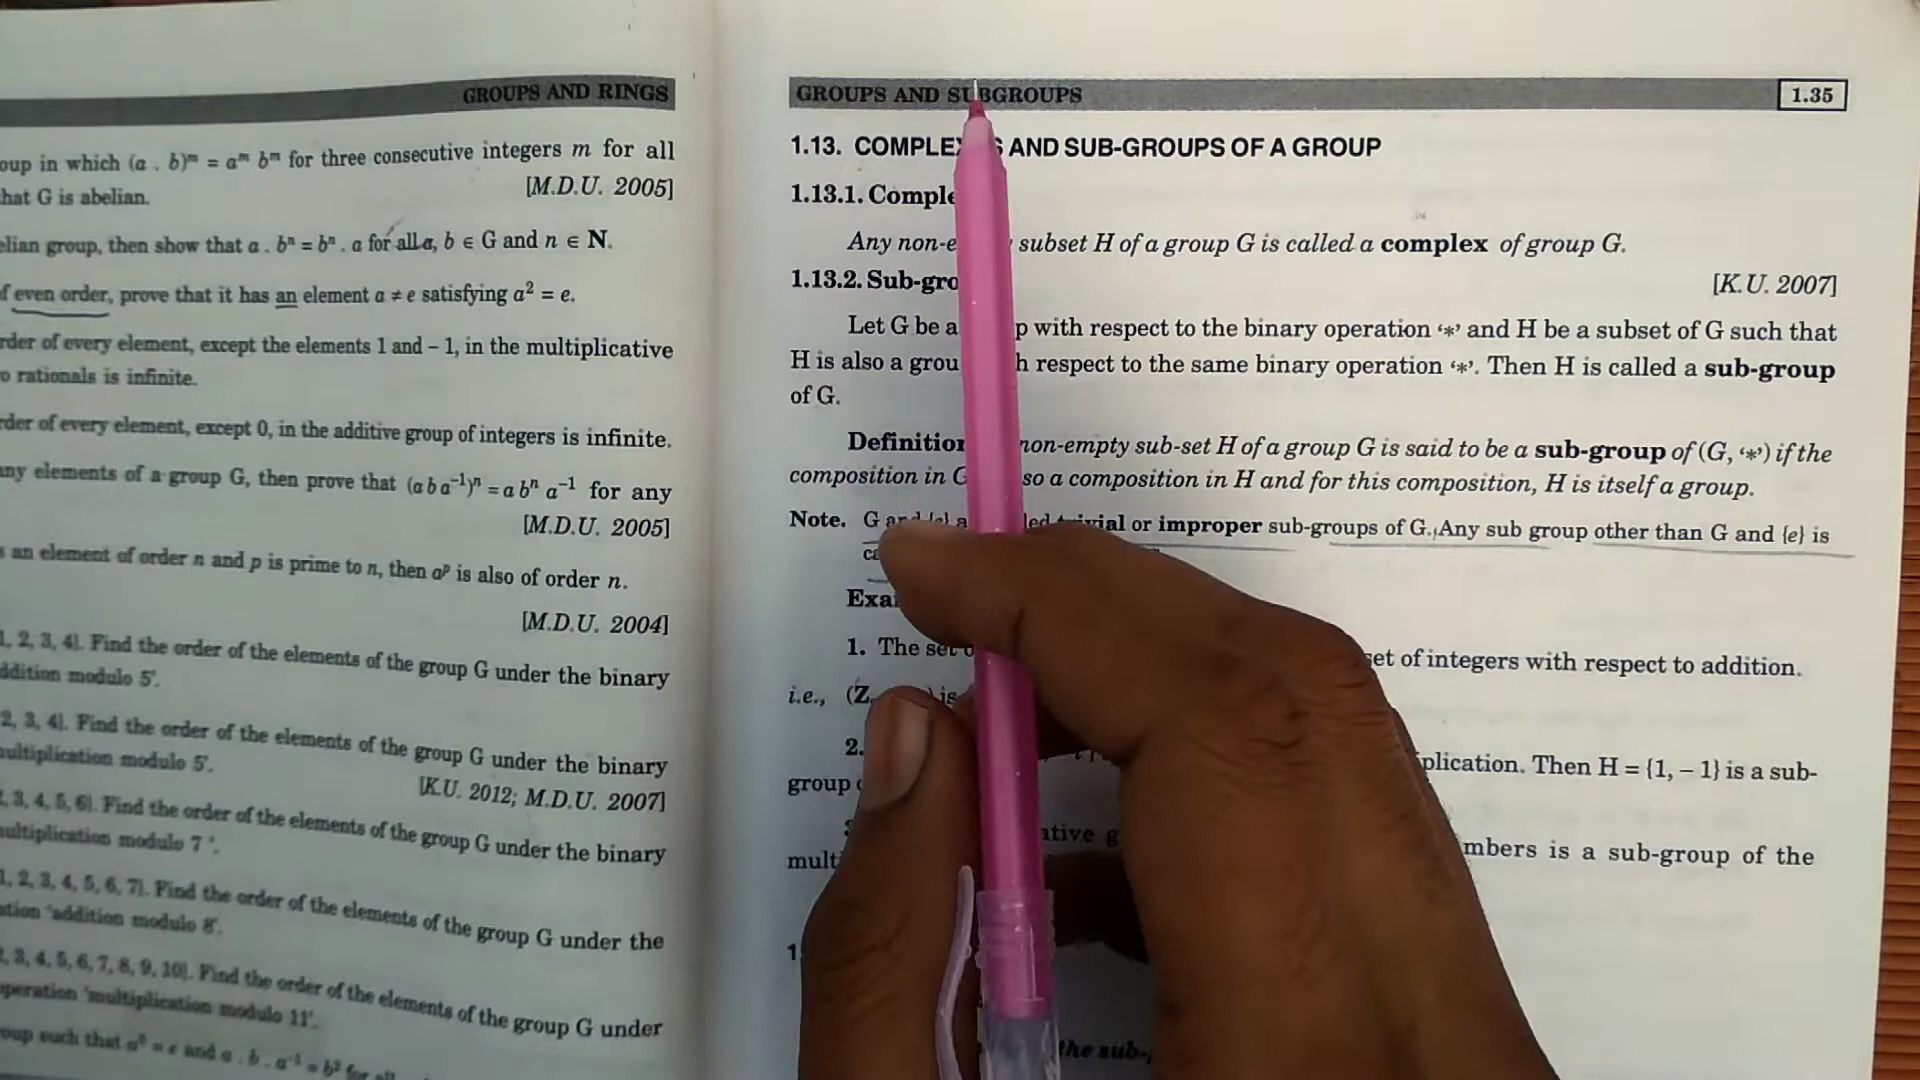 GROUPS AND RINGS
oup in which (a . b)ᵐ = aᵐ bᵐ for three consecutive integers m for all
[M.D.U. 2005]
hat G is abelian.
elian group, then show that a . bⁿ = bⁿ . a for all a, b ∈ G and n ∈ N.
f even order, prove that it has an element a ≠ e satisfying a² = e.
rder of every element, except the elements 1 and – 1, in the multiplicative
o rationals is infinite.
rder of every element, except 0, in the additive group of integers is infinite.
any elements of a group G, then prove that (a b a⁻¹)ⁿ = a bⁿ a⁻¹ for any
[M.D.U. 2005]
s an element of order n and p is prime to n, then aᵖ is also of order n.
[M.D.U. 2004]
1, 2, 3, 4}. Find the order of the elements of the group G under the binary
ddition modulo 5'.
2, 3, 4}. Find the order of the elements of the group G under the binary
ultiplication modulo 5'.
[K.U. 2012; M.D.U. 2007]
2, 3, 4, 5, 6}. Find the order of the elements of the group G under the binary
ultiplication modulo 7 '.
1, 2, 3, 4, 5, 6, 7}. Find the order of the elements of the group G under the
ation 'addition modulo 8'.
2, 3, 4, 5, 6, 7, 8, 9, 10}. Find the order of the elements of the group G under
operation 'multiplication modulo 11'.
oup such that a⁵ = e and a . b . a⁻¹ = b² for all
GROUPS AND SUBGROUPS 1.35
1.13. COMPLEX S AND SUB-GROUPS OF A GROUP
1.13.1. Comple
Any non-e subset H of a group G is called a complex of group G.
1.13.2. Sub-gro [K.U. 2007]
Let G be a p with respect to the binary operation ‘*’ and H be a subset of G such that
H is also a grou h respect to the same binary operation ‘*’. Then H is called a sub-group
of G.
Definition non-empty sub-set H of a group G is said to be a sub-group of (G, ‘*’) if the
composition in G so a composition in H and for this composition, H is itself a group.
Note. G and {e} a led trivial or improper sub-groups of G. Any sub group other than G and {e} is
ca
Exa
1. The set o set of integers with respect to addition.
i.e., (Z is
2. plication. Then H = {1, – 1} is a sub-
group
3 ative g mbers is a sub-group of the
mult
1
the sub-